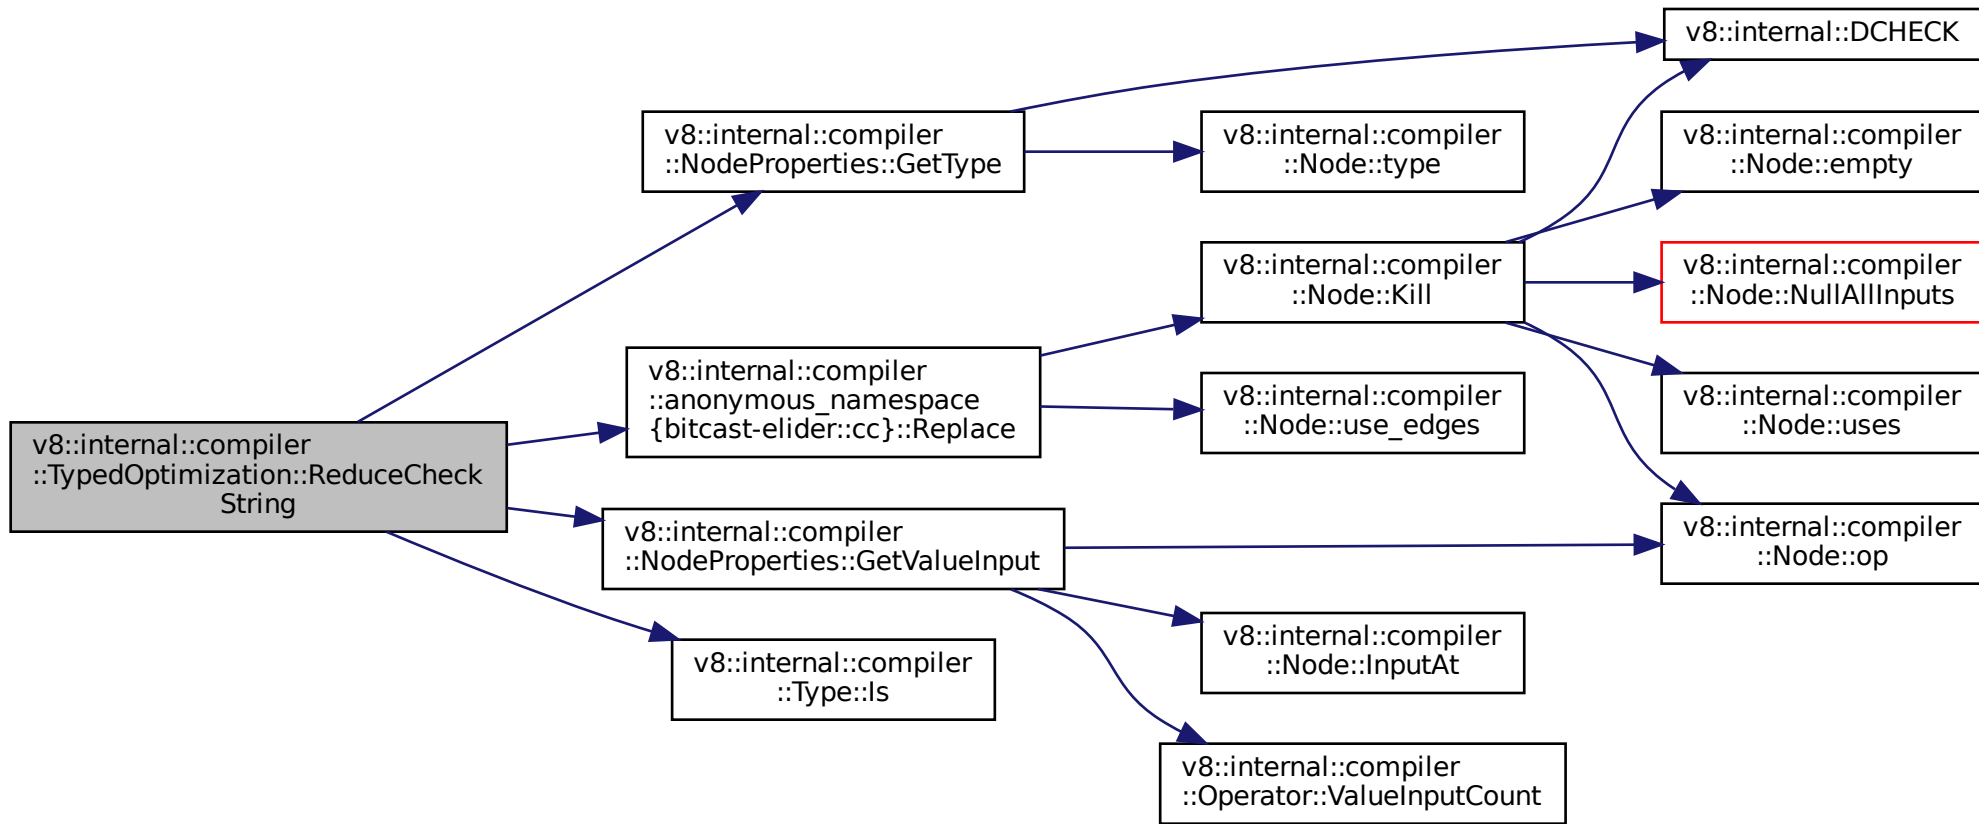 v8::internal::compiler
::TypedOptimization::ReduceCheck
String
v8::internal::compiler
::NodeProperties::GetType
v8::internal::compiler
::anonymous_namespace
{bitcast-elider::cc}::Replace
v8::internal::compiler
::NodeProperties::GetValueInput
v8::internal::compiler
::Type::Is
v8::internal::compiler
::Node::type
v8::internal::compiler
::Node::Kill
v8::internal::compiler
::Node::use_edges
v8::internal::compiler
::Node::InputAt
v8::internal::compiler
::Operator::ValueInputCount
v8::internal::DCHECK
v8::internal::compiler
::Node::empty
v8::internal::compiler
::Node::NullAllInputs
v8::internal::compiler
::Node::uses
v8::internal::compiler
::Node::op